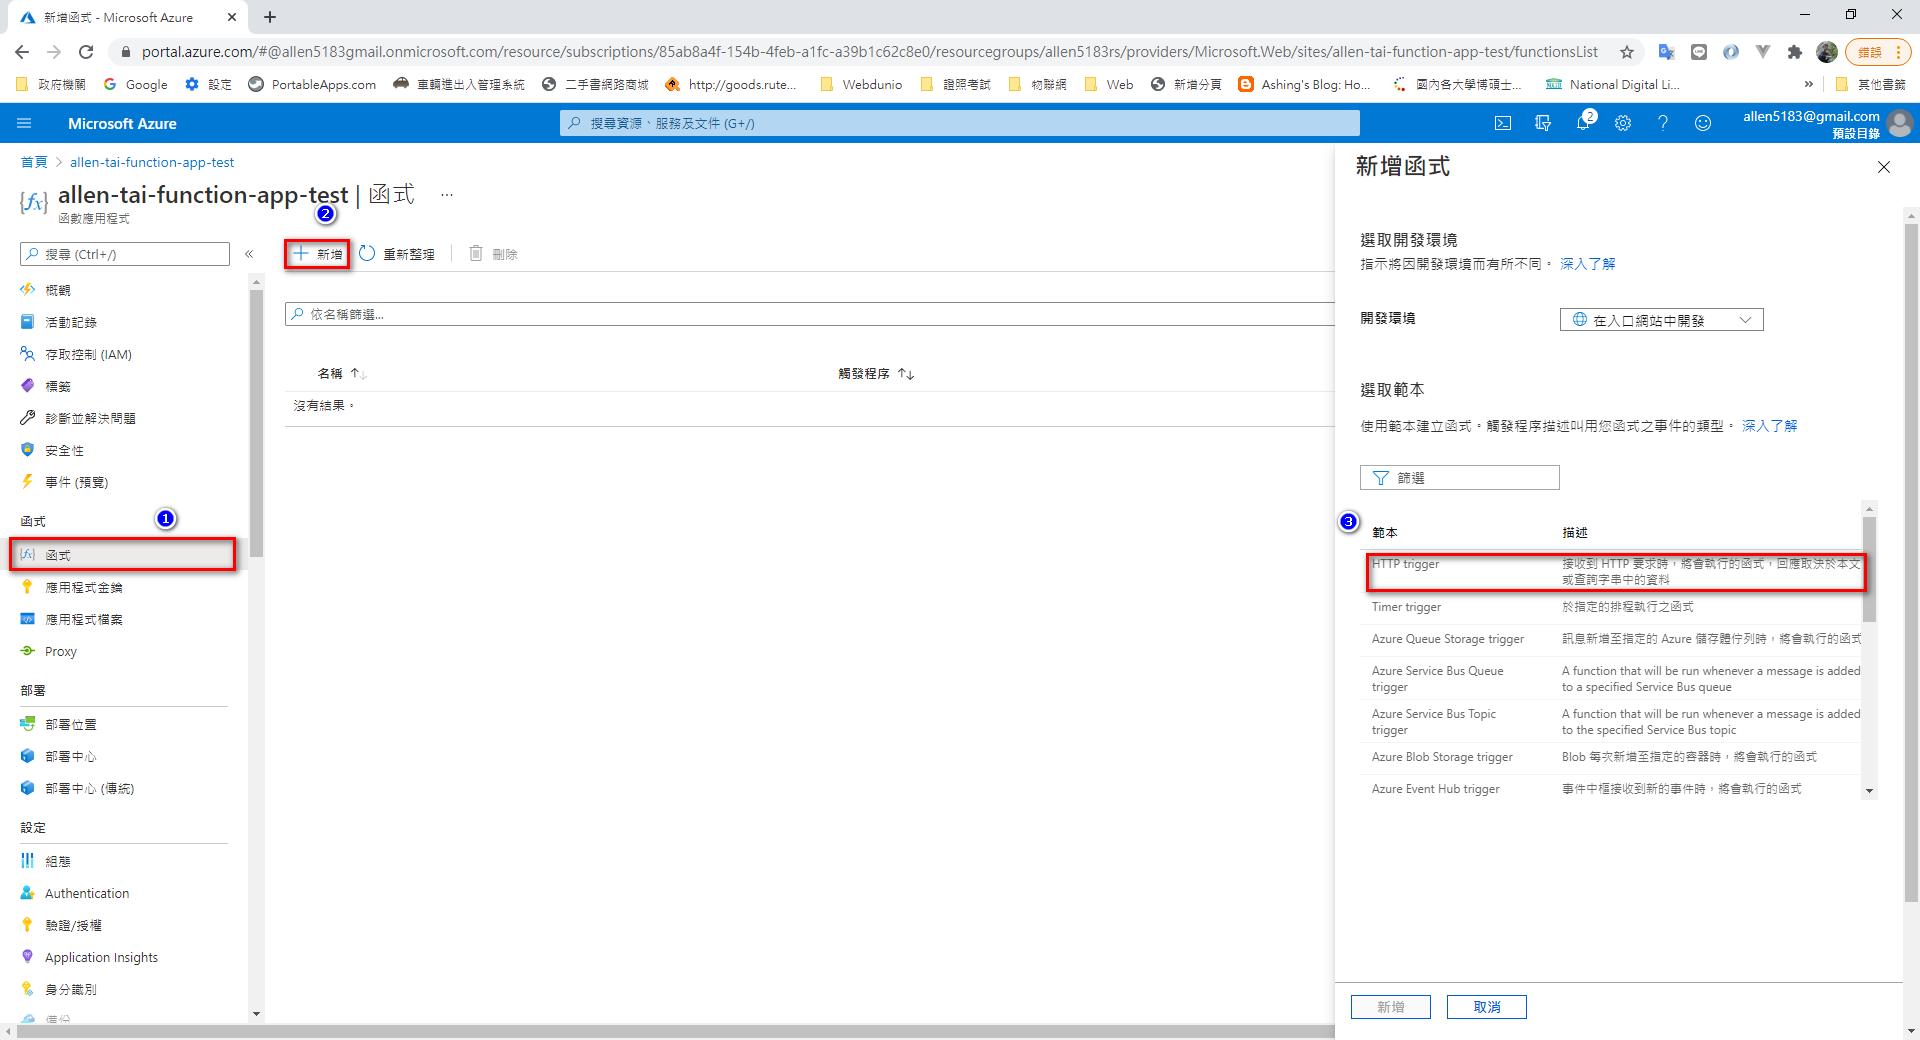 新增函式 - Microsoft Azure
portal.azure.com/#@allen5183gmail.onmicrosoft.com/resource/subscriptions/85ab8a4f-154b-4feb-a1fc-a39b1c62c8e0/resourcegroups/allen5183rs/providers/Microsoft.Web/sites/allen-tai-function-app-test/functionsList
錯誤
政府機關 Google 設定 PortableApps.com 車輛進出入管理系統 二手書網路商城 http://goods.rute... Webdunio 證照考試 物聯網 Web 新增分頁 Ashing's Blog: Ho... 國內各大學博碩士... National Digital Li... » 其他書籤
Microsoft Azure
搜尋資源、服務及文件 (G+/)
2
allen5183@gmail.com
預設目錄
首頁 > allen-tai-function-app-test
allen-tai-function-app-test | 函式 ...
函數應用程式
2
搜尋 (Ctrl+/) «
概觀
活動記錄
存取控制 (IAM)
標籤
診斷並解決問題
安全性
事件 (預覽)
函式
1
函式
應用程式金鑰
應用程式檔案
Proxy
部署
部署位置
部署中心
部署中心 (傳統)
設定
組態
Authentication
驗證/授權
Application Insights
身分識別
備份
新增 重新整理 刪除
依名稱篩選...
名稱 ↑↓ 觸發程序 ↑↓
沒有結果。
新增函式
選取開發環境
指示將因開發環境而有所不同。 深入了解
開發環境 在入口網站中開發
選取範本
使用範本建立函式。觸發程序描述叫用您函式之事件的類型。 深入了解
篩選
3
範本 描述
HTTP trigger 接收到 HTTP 要求時，將會執行的函式，回應取決於本文
或查詢字串中的資料
Timer trigger 於指定的排程執行之函式
Azure Queue Storage trigger 訊息新增至指定的 Azure 儲存體佇列時，將會執行的函式
Azure Service Bus Queue A function that will be run whenever a message is added
trigger to a specified Service Bus queue
Azure Service Bus Topic A function that will be run whenever a message is added
trigger to the specified Service Bus topic
Azure Blob Storage trigger Blob 每次新增至指定的容器時，將會執行的函式
Azure Event Hub trigger 事件中樞接收到新的事件時，將會執行的函式
新增 取消